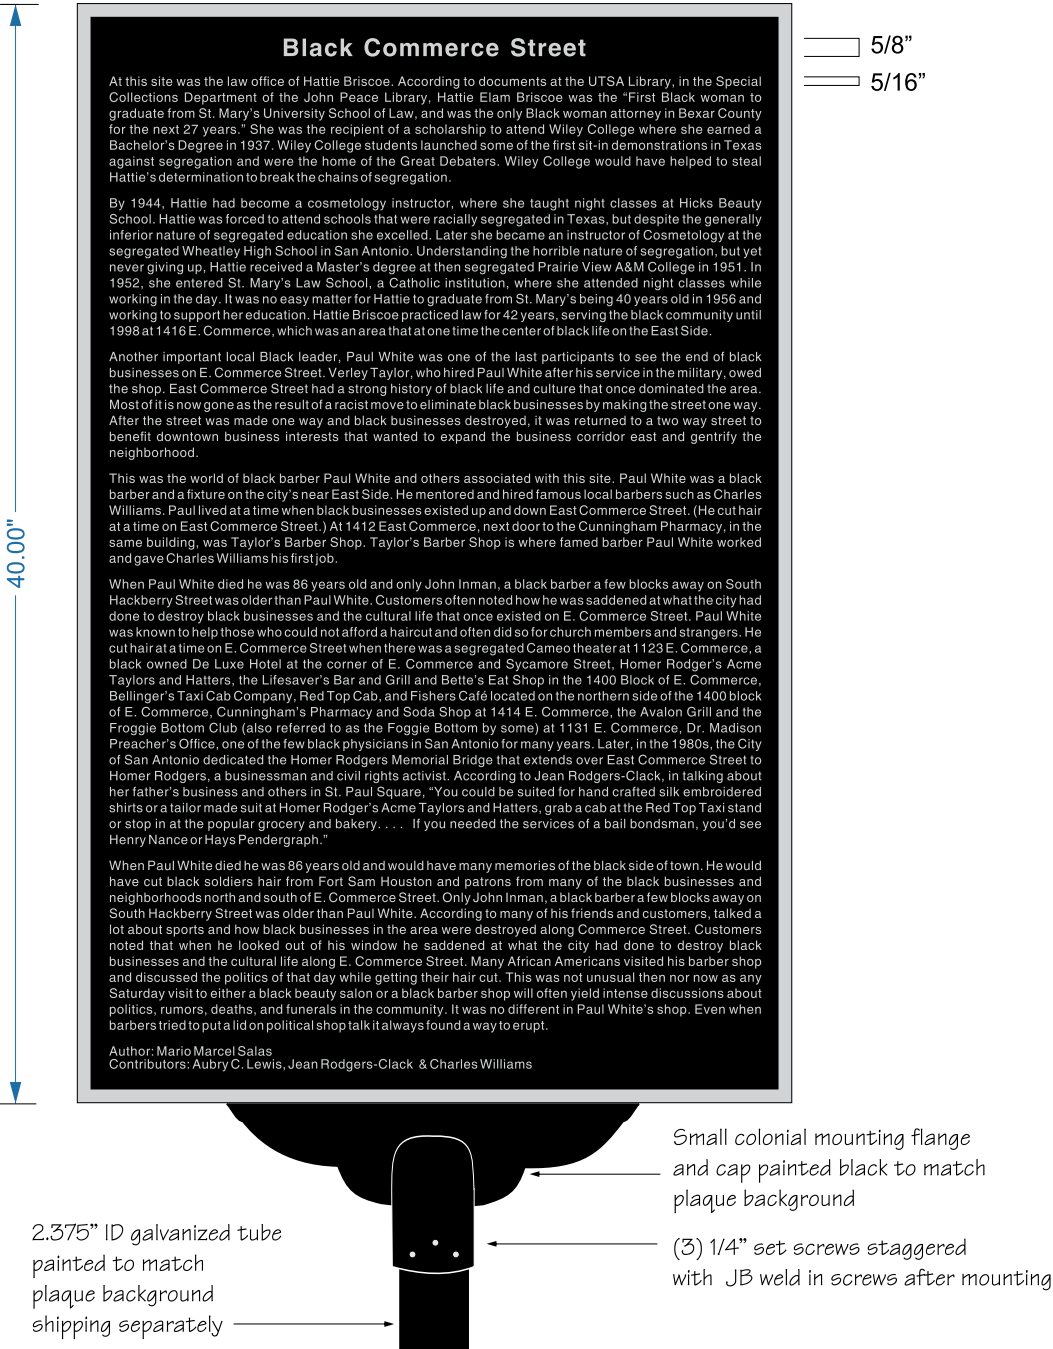 Black Commerce Street
5/8”
5/16”
At this site was the law office of Hattie Briscoe. According to documents at the UTSA Library, in the Special
Collections Department of the John Peace Library, Hattie Elam Briscoe was the “First Black woman to
graduate from St. Mary’s University School of Law, and was the only Black woman attorney in Bexar County
for the next 27 years.” She was the recipient of a scholarship to attend Wiley College where she earned a
Bachelor’s Degree in 1937. Wiley College students launched some of the first sit-in demonstrations in Texas
against segregation and were the home of the Great Debaters. Wiley College would have helped to steal
Hattie’s determination to break the chains of segregation.
By 1944, Hattie had become a cosmetology instructor, where she taught night classes at Hicks Beauty
School. Hattie was forced to attend schools that were racially segregated in Texas, but despite the generally
inferior nature of segregated education she excelled. Later she became an instructor of Cosmetology at the
segregated Wheatley High School in San Antonio. Understanding the horrible nature of segregation, but yet
never giving up, Hattie received a Master’s degree at then segregated Prairie View A&M College in 1951. In
1952, she entered St. Mary’s Law School, a Catholic institution, where she attended night classes while
working in the day. It was no easy matter for Hattie to graduate from St. Mary’s being 40 years old in 1956 and
working to support her education. Hattie Briscoe practiced law for 42 years, serving the black community until
1998 at 1416 E. Commerce, which was an area that at one time the center of black life on the East Side.
Another important local Black leader, Paul White was one of the last participants to see the end of black
businesses on E. Commerce Street. Verley Taylor, who hired Paul White after his service in the military, owed
the shop. East Commerce Street had a strong history of black life and culture that once dominated the area.
Most of it is now gone as the result of a racist move to eliminate black businesses by making the street one way.
After the street was made one way and black businesses destroyed, it was returned to a two way street to
benefit downtown business interests that wanted to expand the business corridor east and gentrify the
neighborhood.
This was the world of black barber Paul White and others associated with this site. Paul White was a black
barber and a fixture on the city’s near East Side. He mentored and hired famous local barbers such as Charles
Williams. Paul lived at a time when black businesses existed up and down East Commerce Street. (He cut hair
at a time on East Commerce Street.) At 1412 East Commerce, next door to the Cunningham Pharmacy, in the
same building, was Taylor’s Barber Shop. Taylor’s Barber Shop is where famed barber Paul White worked
and gave Charles Williams his first job.
When Paul White died he was 86 years old and only John Inman, a black barber a few blocks away on South
Hackberry Street was older than Paul White. Customers often noted how he was saddened at what the city had
done to destroy black businesses and the cultural life that once existed on E. Commerce Street. Paul White
was known to help those who could not afford a haircut and often did so for church members and strangers. He
cut hair at a time on E. Commerce Street when there was a segregated Cameo theater at 1123 E. Commerce, a
black owned De Luxe Hotel at the corner of E. Commerce and Sycamore Street, Homer Rodger’s Acme
Taylors and Hatters, the Lifesaver’s Bar and Grill and Bette’s Eat Shop in the 1400 Block of E. Commerce,
Bellinger’s Taxi Cab Company, Red Top Cab, and Fishers Café located on the northern side of the 1400 block
of E. Commerce, Cunningham’s Pharmacy and Soda Shop at 1414 E. Commerce, the Avalon Grill and the
Froggie Bottom Club (also referred to as the Foggie Bottom by some) at 1131 E. Commerce, Dr. Madison
Preacher’s Office, one of the few black physicians in San Antonio for many years. Later, in the 1980s, the City
of San Antonio dedicated the Homer Rodgers Memorial Bridge that extends over East Commerce Street to
Homer Rodgers, a businessman and civil rights activist. According to Jean Rodgers-Clack, in talking about
her father’s business and others in St. Paul Square, “You could be suited for hand crafted silk embroidered
shirts or a tailor made suit at Homer Rodger’s Acme Taylors and Hatters, grab a cab at the Red Top Taxi stand
or stop in at the popular grocery and bakery. . . . If you needed the services of a bail bondsman, you’d see
Henry Nance or Hays Pendergraph.”
When Paul White died he was 86 years old and would have many memories of the black side of town. He would
have cut black soldiers hair from Fort Sam Houston and patrons from many of the black businesses and
neighborhoods north and south of E. Commerce Street. Only John Inman, a black barber a few blocks away on
South Hackberry Street was older than Paul White. According to many of his friends and customers, talked a
lot about sports and how black businesses in the area were destroyed along Commerce Street. Customers
noted that when he looked out of his window he saddened at what the city had done to destroy black
businesses and the cultural life along E. Commerce Street. Many African Americans visited his barber shop
and discussed the politics of that day while getting their hair cut. This was not unusual then nor now as any
Saturday visit to either a black beauty salon or a black barber shop will often yield intense discussions about
politics, rumors, deaths, and funerals in the community. It was no different in Paul White’s shop. Even when
barbers tried to put a lid on political shop talk it always found a way to erupt.
Author: Mario Marcel Salas
Contributors: Aubry C. Lewis, Jean Rodgers-Clack & Charles Williams
40.00"
Small colonial mounting flange
and cap painted black to match
plaque background
2.375” ID galvanized tube
painted to match
plaque background
shipping separately
(3) 1/4” set screws staggered
with JB weld in screws after mounting